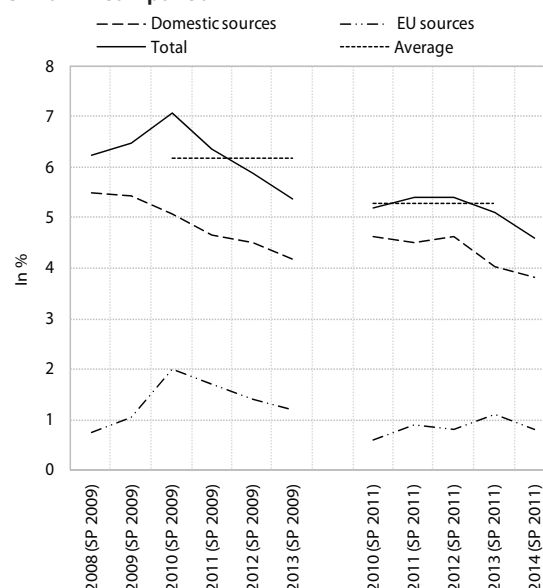 Domestic sources
EU sources
Total
Average
8
7
6
5
4
3
2
1
0
In %
2008 (SP 2009)
2009 (SP 2009)
2010 (SP 2009)
2011 (SP 2009)
2012 (SP 2009)
2013 (SP 2009)
2010 (SP 2011)
2011 (SP 2011)
2012 (SP 2011)
2013 (SP 2011)
2014 (SP 2011)